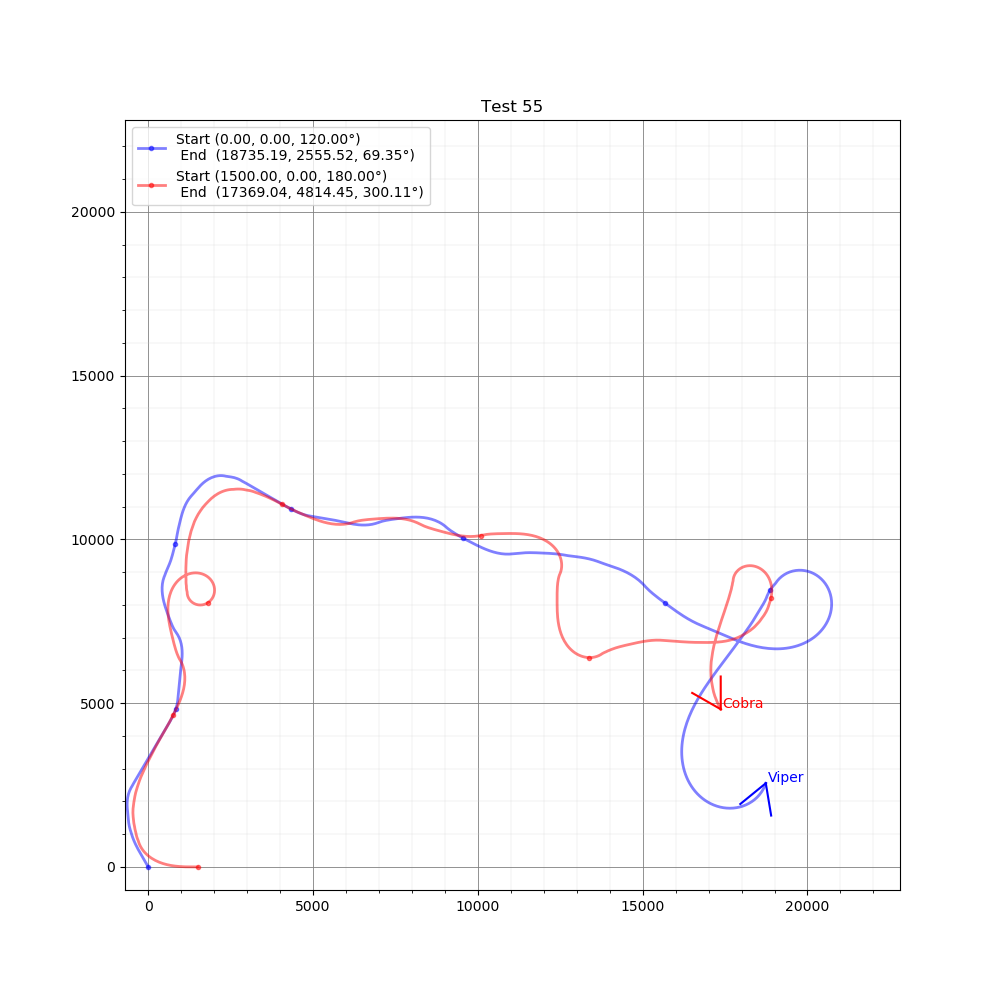 Test 55
Start (0.00, 0.00, 120.00°)
End  (18735.19, 2555.52, 69.35°)
Start (1500.00, 0.00, 180.00°)
End  (17369.04, 4814.45, 300.11°)
20000
15000
10000
5000
0
Cobra
Viper
0 5000 10000 15000 20000